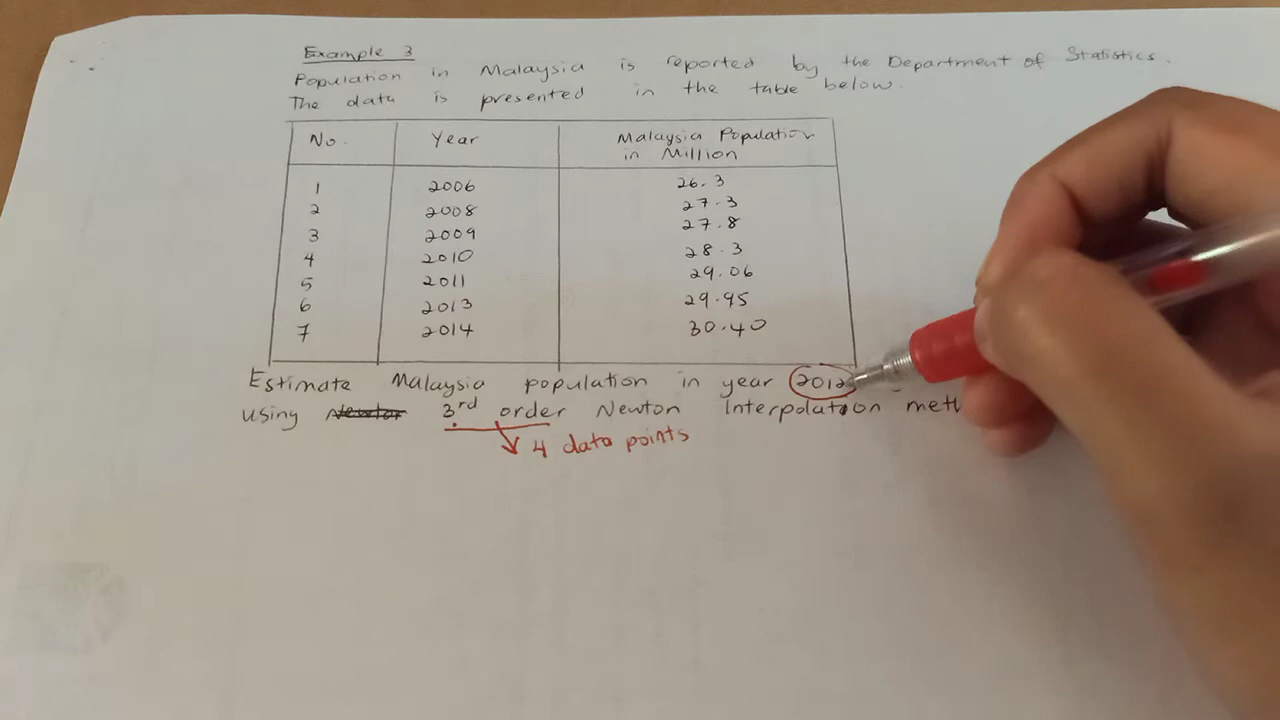 Example 3
Population in Malaysia is reported by the Department of Statistics.
The data is presented in the table below.
No. Year Malaysia Population in Million
1 2006 26.3
2 2008 27.3
3 2009 27.8
4 2010 28.3
5 2011 29.06
6 2013 29.95
7 2014 30.40
Estimate Malaysia population in year 2012
using Newton 3rd order Newton Interpolation
4 data points